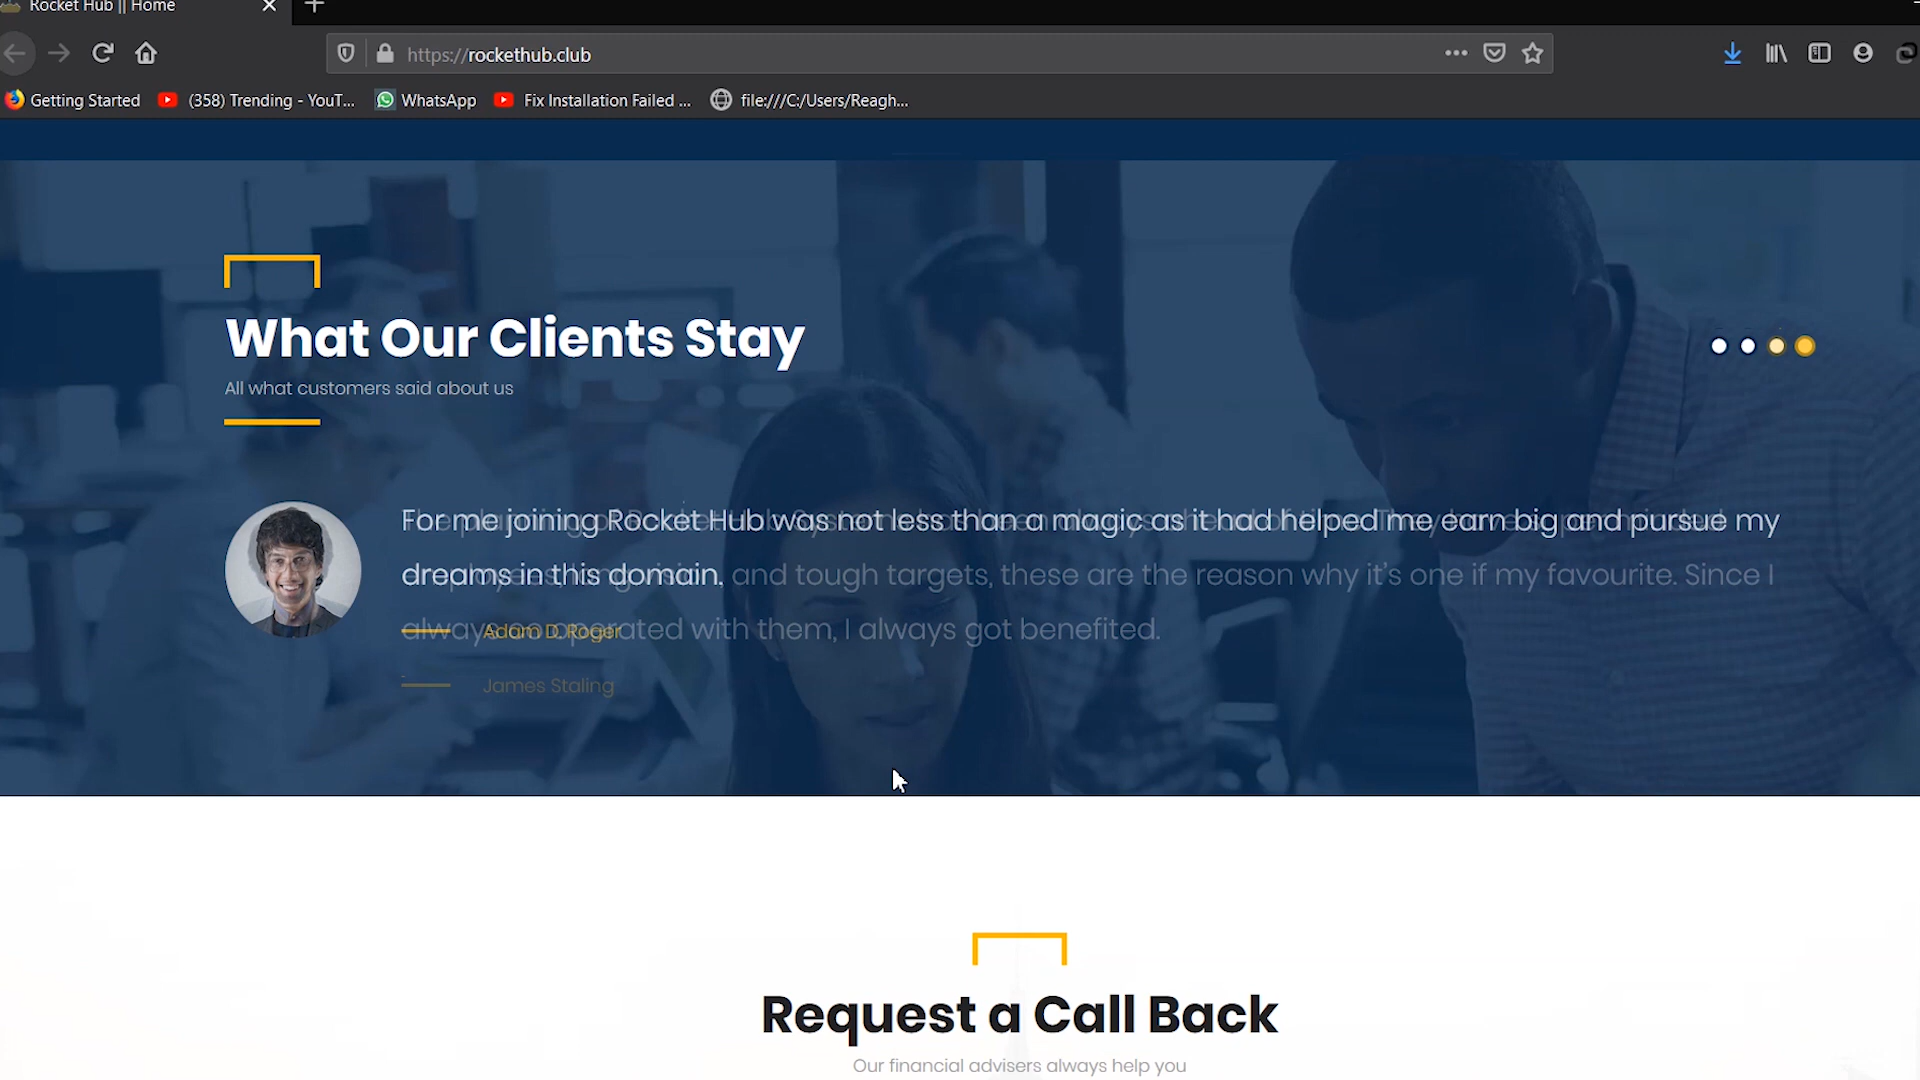 Rocket Hub || Home
https://rockethub.club
Getting Started
(358) Trending - YouT...
WhatsApp
Fix Installation Failed ...
file:///C:/Users/Reagh...
What Our Clients Stay
All what customers said about us
For me joining Rocket Hub was not less than a magic as it had helped me earn big and pursue my
dreams in this domain.
and tough targets, these are the reason why it's one if my favourite. Since I
always operated with them, I always got benefited.
Adam D. Roger
James Staling
Request a Call Back
Our financial advisers always help you